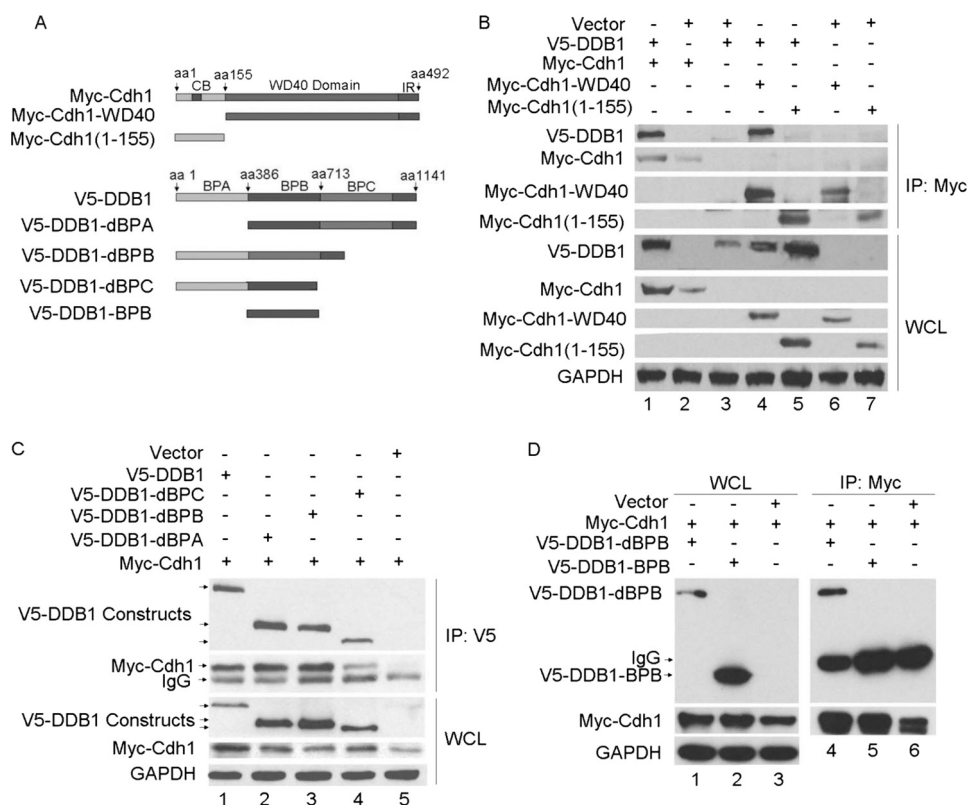 A
aa1 aa155 aa492
CB WD40 Domain IR
Myc-Cdh1
Myc-Cdh1-WD40
Myc-Cdh1(1-155)
aa 1 aa386 aa713 aa1141
BPA BPB BPC
V5-DDB1
V5-DDB1-dBPA
V5-DDB1-dBPB
V5-DDB1-dBPC
V5-DDB1-BPB
B
Vector - + + - - + +
V5-DDB1 + - + + + - -
Myc-Cdh1 + + - - - - -
Myc-Cdh1-WD40 - - - + - + -
Myc-Cdh1(1-155) - - - - + - +
V5-DDB1
Myc-Cdh1
Myc-Cdh1-WD40
Myc-Cdh1(1-155)
IP: Myc
V5-DDB1
Myc-Cdh1
Myc-Cdh1-WD40
Myc-Cdh1(1-155)
GAPDH
WCL
1 2 3 4 5 6 7
C
Vector - - - - +
V5-DDB1 + - - - -
V5-DDB1-dBPC - - - + -
V5-DDB1-dBPB - - + - -
V5-DDB1-dBPA - + - - -
Myc-Cdh1 + + + + +
V5-DDB1 Constructs
Myc-Cdh1
IgG
IP: V5
V5-DDB1 Constructs
Myc-Cdh1
GAPDH
WCL
1 2 3 4 5
D
WCL IP: Myc
Vector - - + - - +
Myc-Cdh1 + + + + + +
V5-DDB1-dBPB + - - + - -
V5-DDB1-BPB - + - - + -
V5-DDB1-dBPB
IgG
V5-DDB1-BPB
Myc-Cdh1
GAPDH
1 2 3 4 5 6